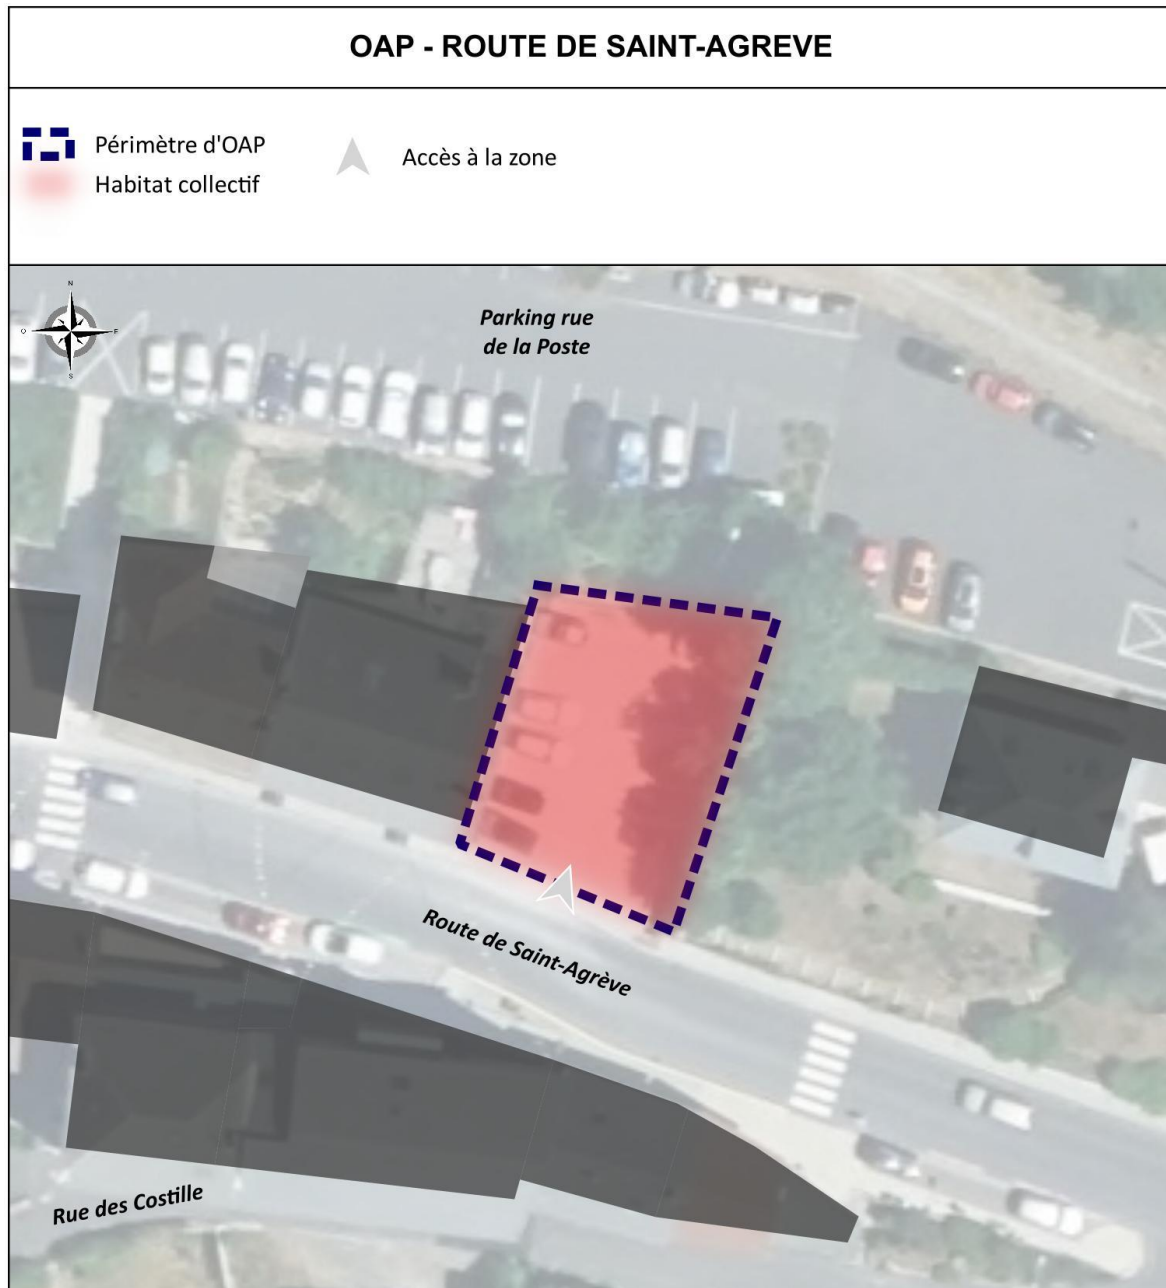 OAP - ROUTE DE SAINT-AGREVE
Périmètre d'OAP
Habitat collectif
Accès à la zone
N
O
E
S
Parking rue
de la Poste
Route de Saint-Agrève
Rue des Costille